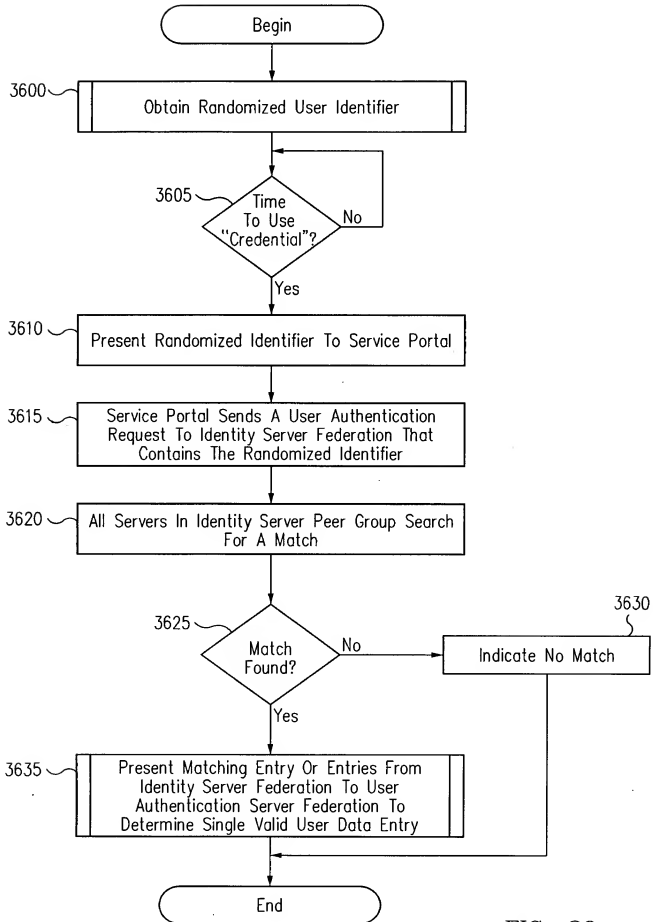 Begin
3600
Obtain Randomized User Identifier
3605
Time
To Use
"Credential"?
No
Yes
3610
Present Randomized Identifier To Service Portal
3615
Service Portal Sends A User Authentication
Request To Identity Server Federation That
Contains The Randomized Identifier
3620
All Servers In Identity Server Peer Group Search
For A Match
3625
Match
Found?
No
3630
Indicate No Match
Yes
3635
Present Matching Entry Or Entries From
Identity Server Federation To User
Authentication Server Federation To
Determine Single Valid User Data Entry
End